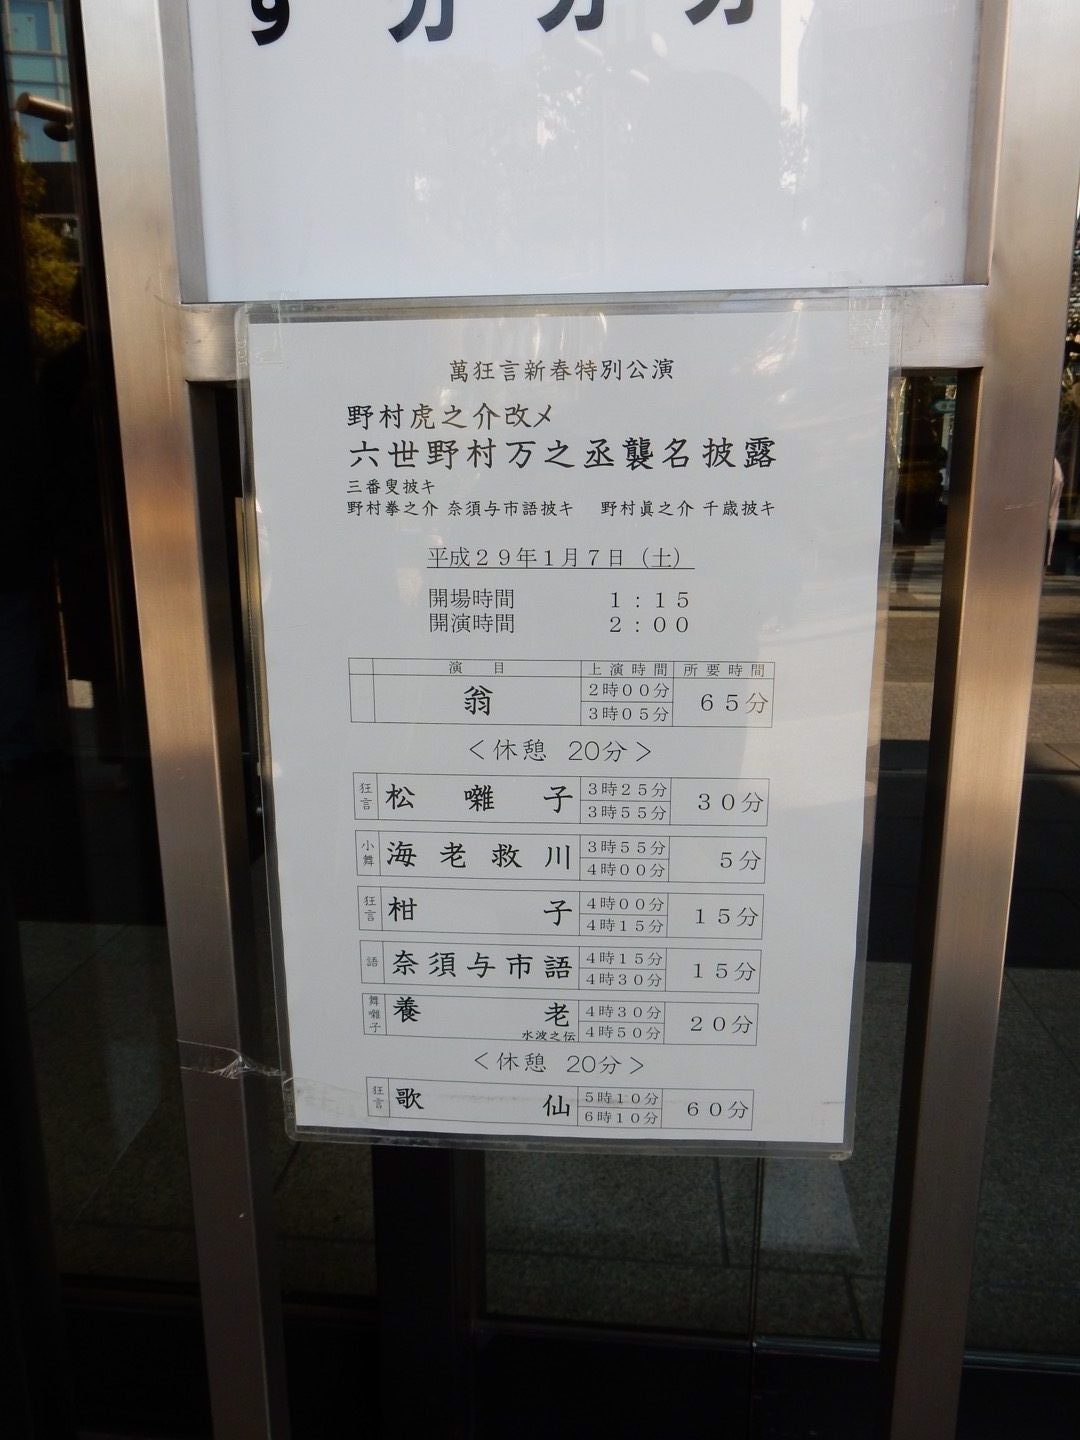 萬狂言新春特別公演
野村虎之介改メ
六世野村万之丞襲名披露
三番叟披キ
野村拳之介 奈須与市語披キ 野村眞之介 千歳披キ
平成29年1月7日（土）
開場時間 1：15
開演時間 2：00
演目 上演時間 所要時間
翁 2時00分 3時05分 65分
＜休憩 20分＞
狂言 松囃子 3時25分 3時55分 30分
小舞 海老救川 3時55分 4時00分 5分
狂言 柑子 4時00分 4時15分 15分
語 奈須与市語 4時15分 4時30分 15分
舞囃子 養老 水波之伝 4時30分 4時50分 20分
＜休憩 20分＞
狂言 歌仙 5時10分 6時10分 60分